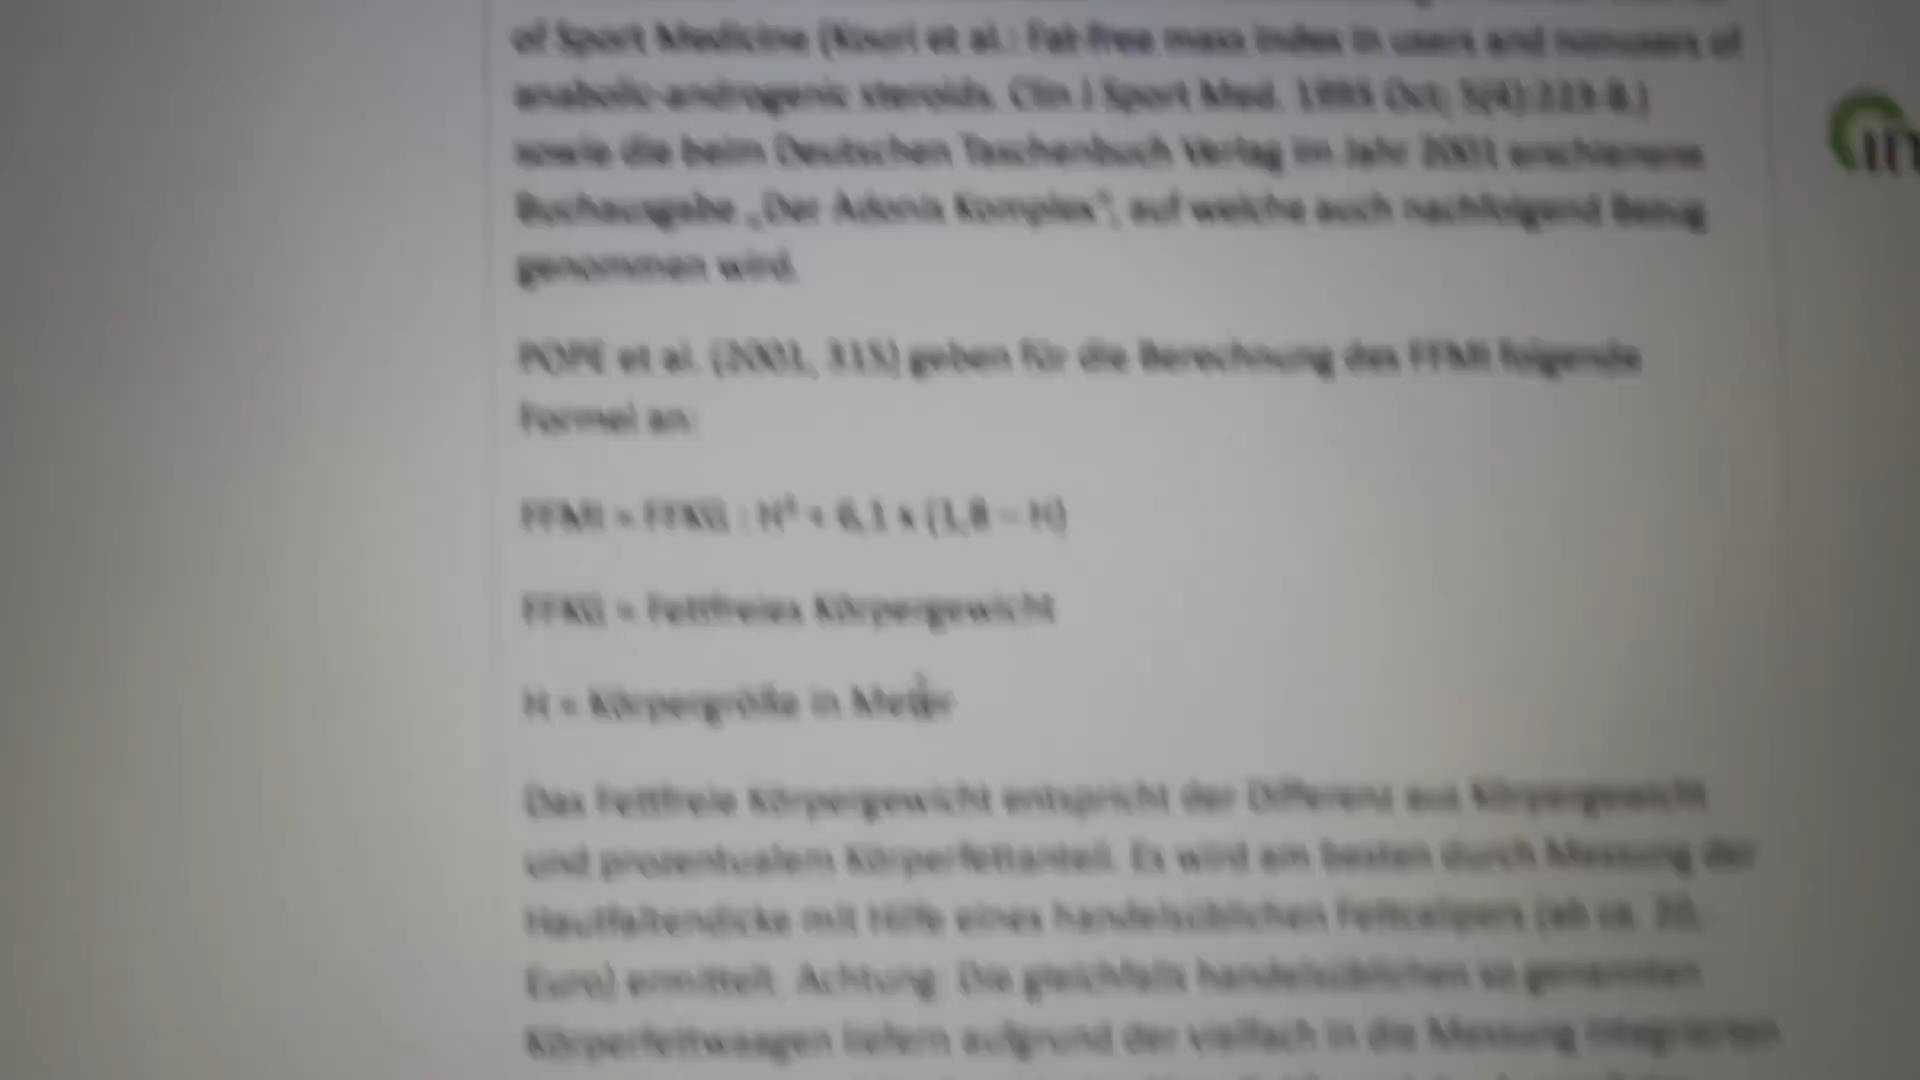 of Sport Medicine (Kouri et al.: Fat-free mass index in users and nonusers of
anabolic-androgenic steroids. Clin J Sport Med. 1995 Oct; 5(4):223-8.)
sowie die beim Deutschen Taschenbuch Verlag im Jahr 2001 erschienene
Buchausgabe „Der Adonis Komplex“, auf welche auch nachfolgend Bezug
genommen wird.
POPE et al. (2001, 315) geben für die Berechnung des FFMI folgende
Formel an:
FFMI = FFKG : H² + 6,1 x (1,8 – H)
FFKG = Fettfreies Körpergewicht
H = Körpergröße in Meter
Das Fettfreie Körpergewicht entspricht der Differenz aus Körpergewicht
und prozentualem Körperfettanteil. Es wird am besten durch Messung der
Hautfaltendicke mit Hilfe eines handelsüblichen Fettcalipers (ab ca. 20,-
Euro) ermittelt. Achtung: Die gleichfalls handelsüblichen so genannten
Körperfettwaagen liefern aufgrund der vielfach in die Messung integrierten
in